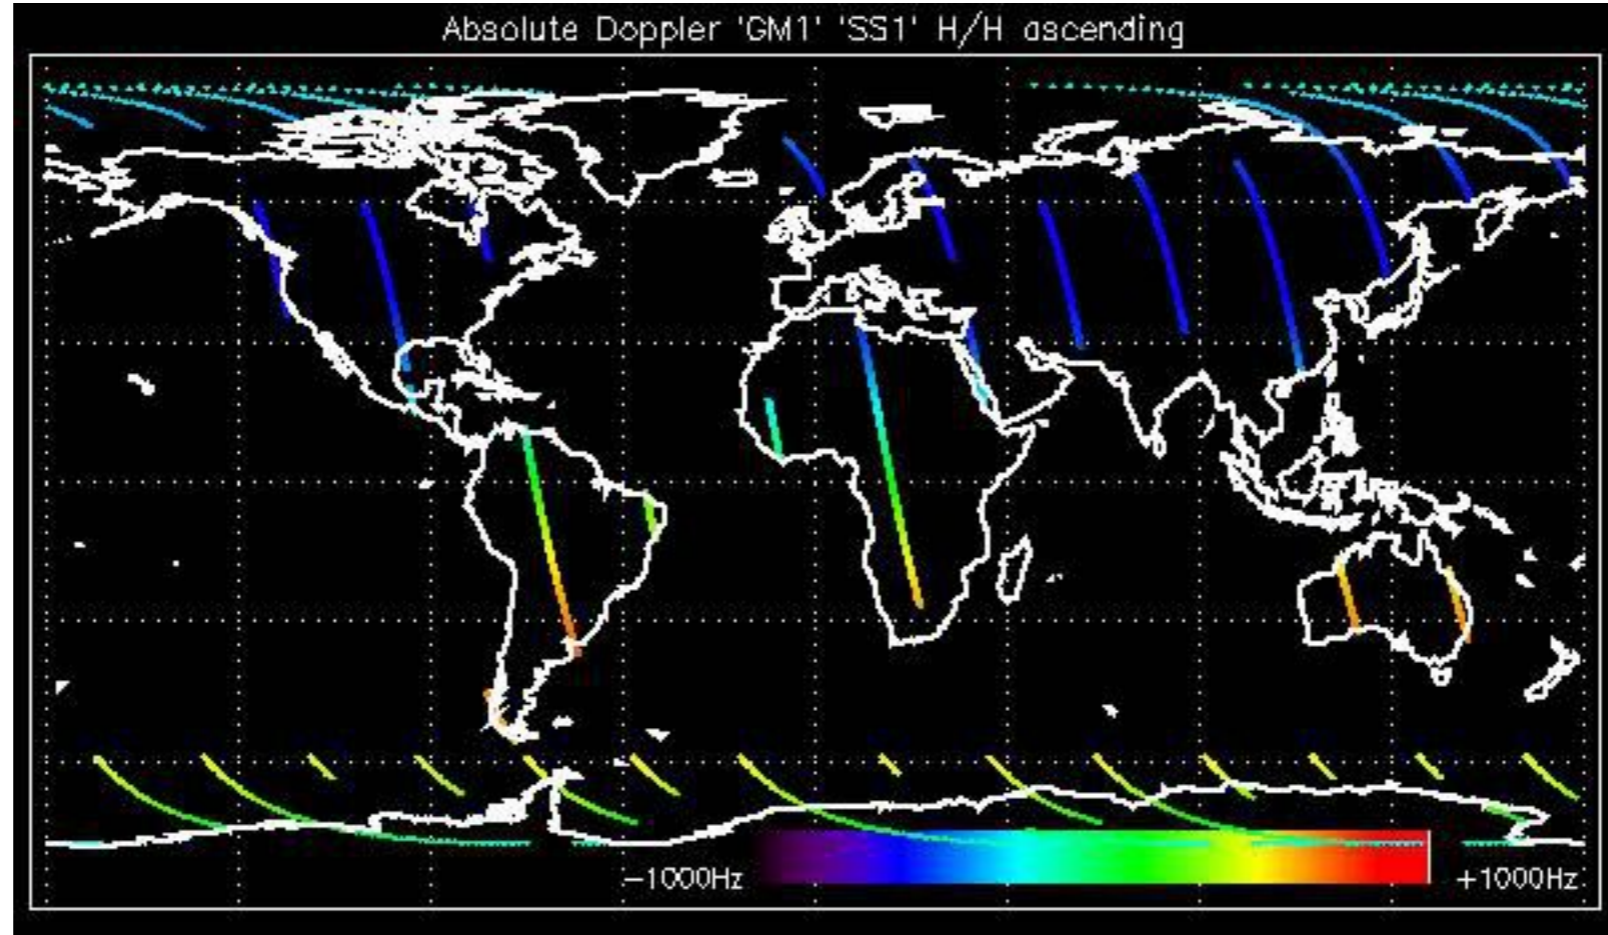 Absolute Doppler 'GM1' 'SS1' H/H ascending
−1000Hz
+1000Hz